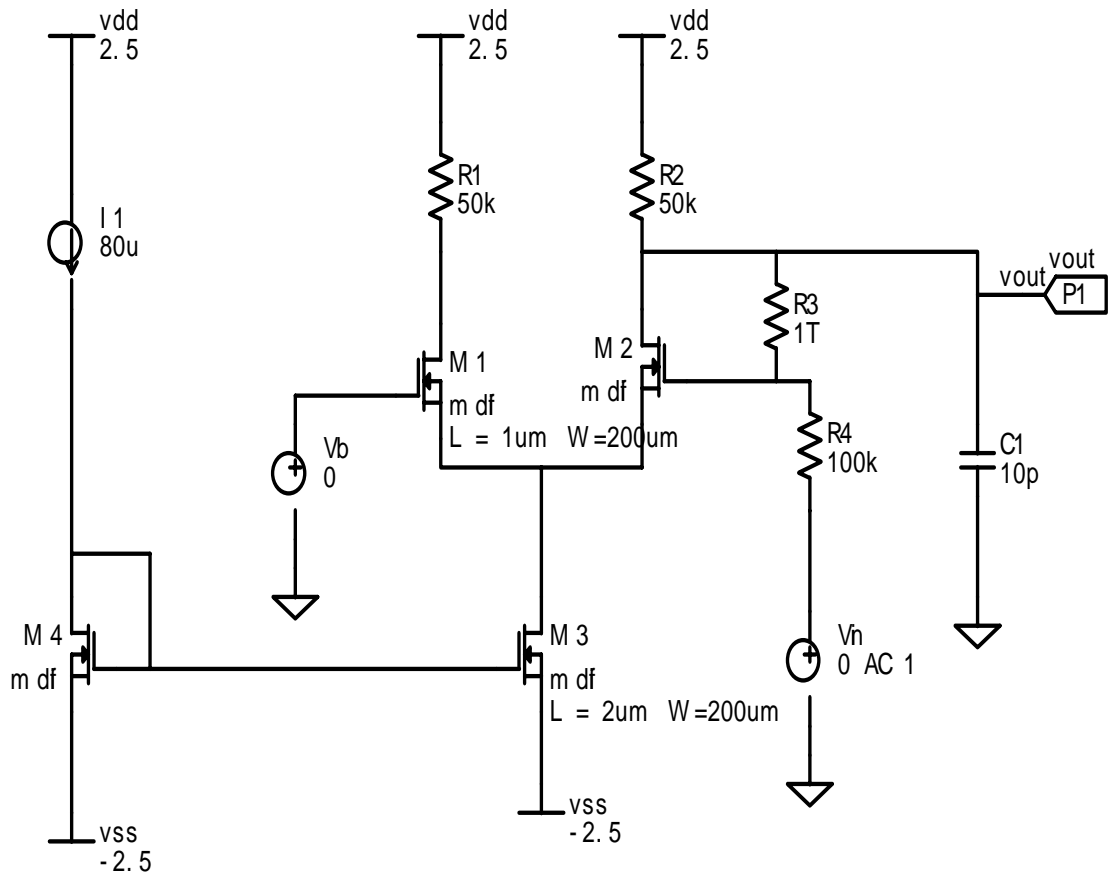 vdd
2.5
vdd
2.5
vdd
2.5
R1
50k
R2
50k
I1
80u
vout
vout
P1
R3
1T
M1
mdf
L = 1um W=200um
M2
mdf
R4
100k
C1
10p
Vb
0
M4
mdf
M3
mdf
L = 2um W=200um
Vn
0 AC 1
vss
-2.5
vss
-2.5